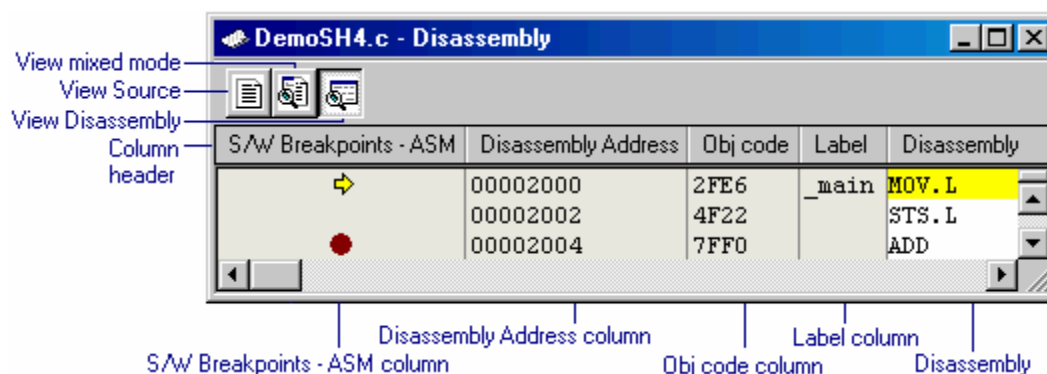 DemoSH4.c - Disassembly
View mixed mode
View Source
View Disassembly
Column
header
S/W Breakpoints - ASM Disassembly Address Obj code Label Disassembly
00002000 2FE6 _main MOV.L
00002002 4F22 STS.L
00002004 7FF0 ADD
Disassembly Address column Label column
S/W Breakpoints - ASM column Obj code column Disassembly